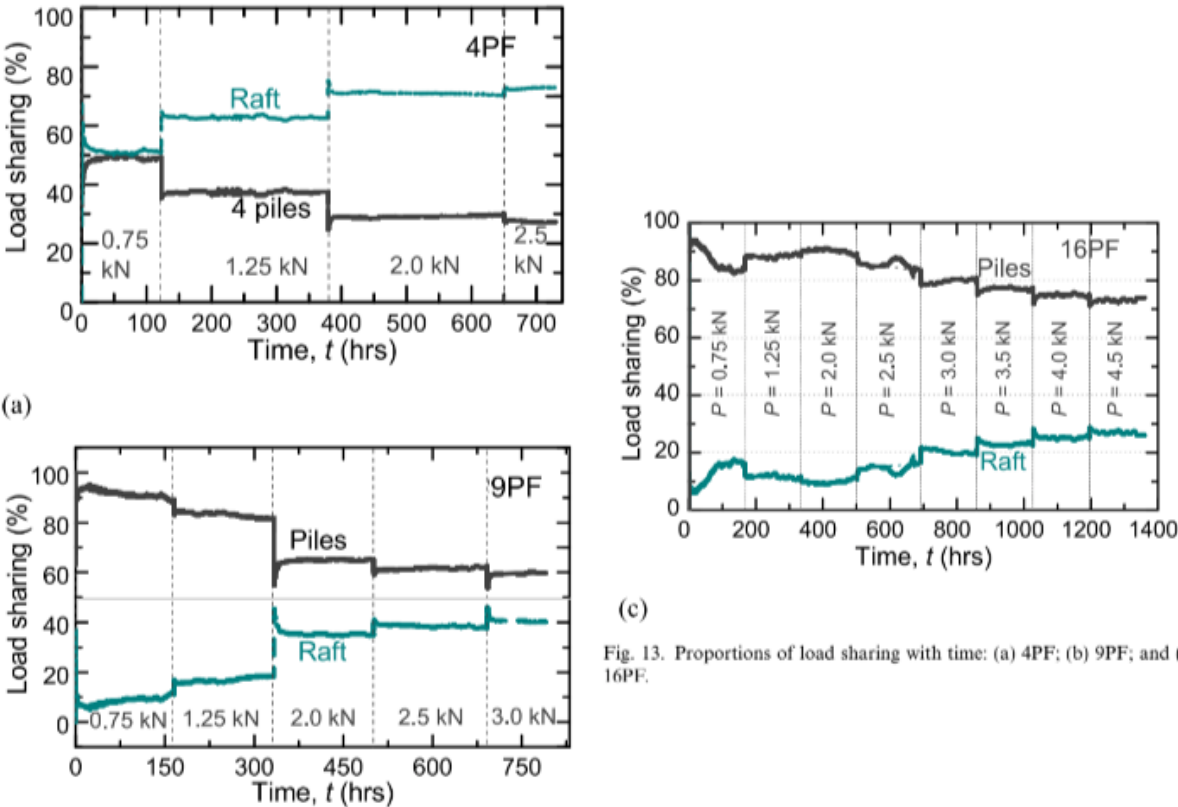 100
80
60
40
20
0
Load sharing (%)
4PF
Raft
4 piles
0.75
kN
1.25 kN
2.0 kN
2.5
kN
0 100 200 300 400 500 600 700
Time, t (hrs)
(a)
100
80
60
40
20
0
Load sharing (%)
9PF
Piles
Raft
0.75 kN 1.25 kN 2.0 kN 2.5 kN 3.0 kN
0 150 300 450 600 750
Time, t (hrs)
100
80
60
40
20
0
Load sharing (%)
16PF
Piles
P = 0.75 kN
P = 1.25 kN
P = 2.0 kN
P = 2.5 kN
P = 3.0 kN
P = 3.5 kN
P = 4.0 kN
P = 4.5 kN
Raft
0 200 400 600 800 1000 1200 1400
Time, t (hrs)
(c)
Fig. 13. Proportions of load sharing with time: (a) 4PF; (b) 9PF; and (
16PF.